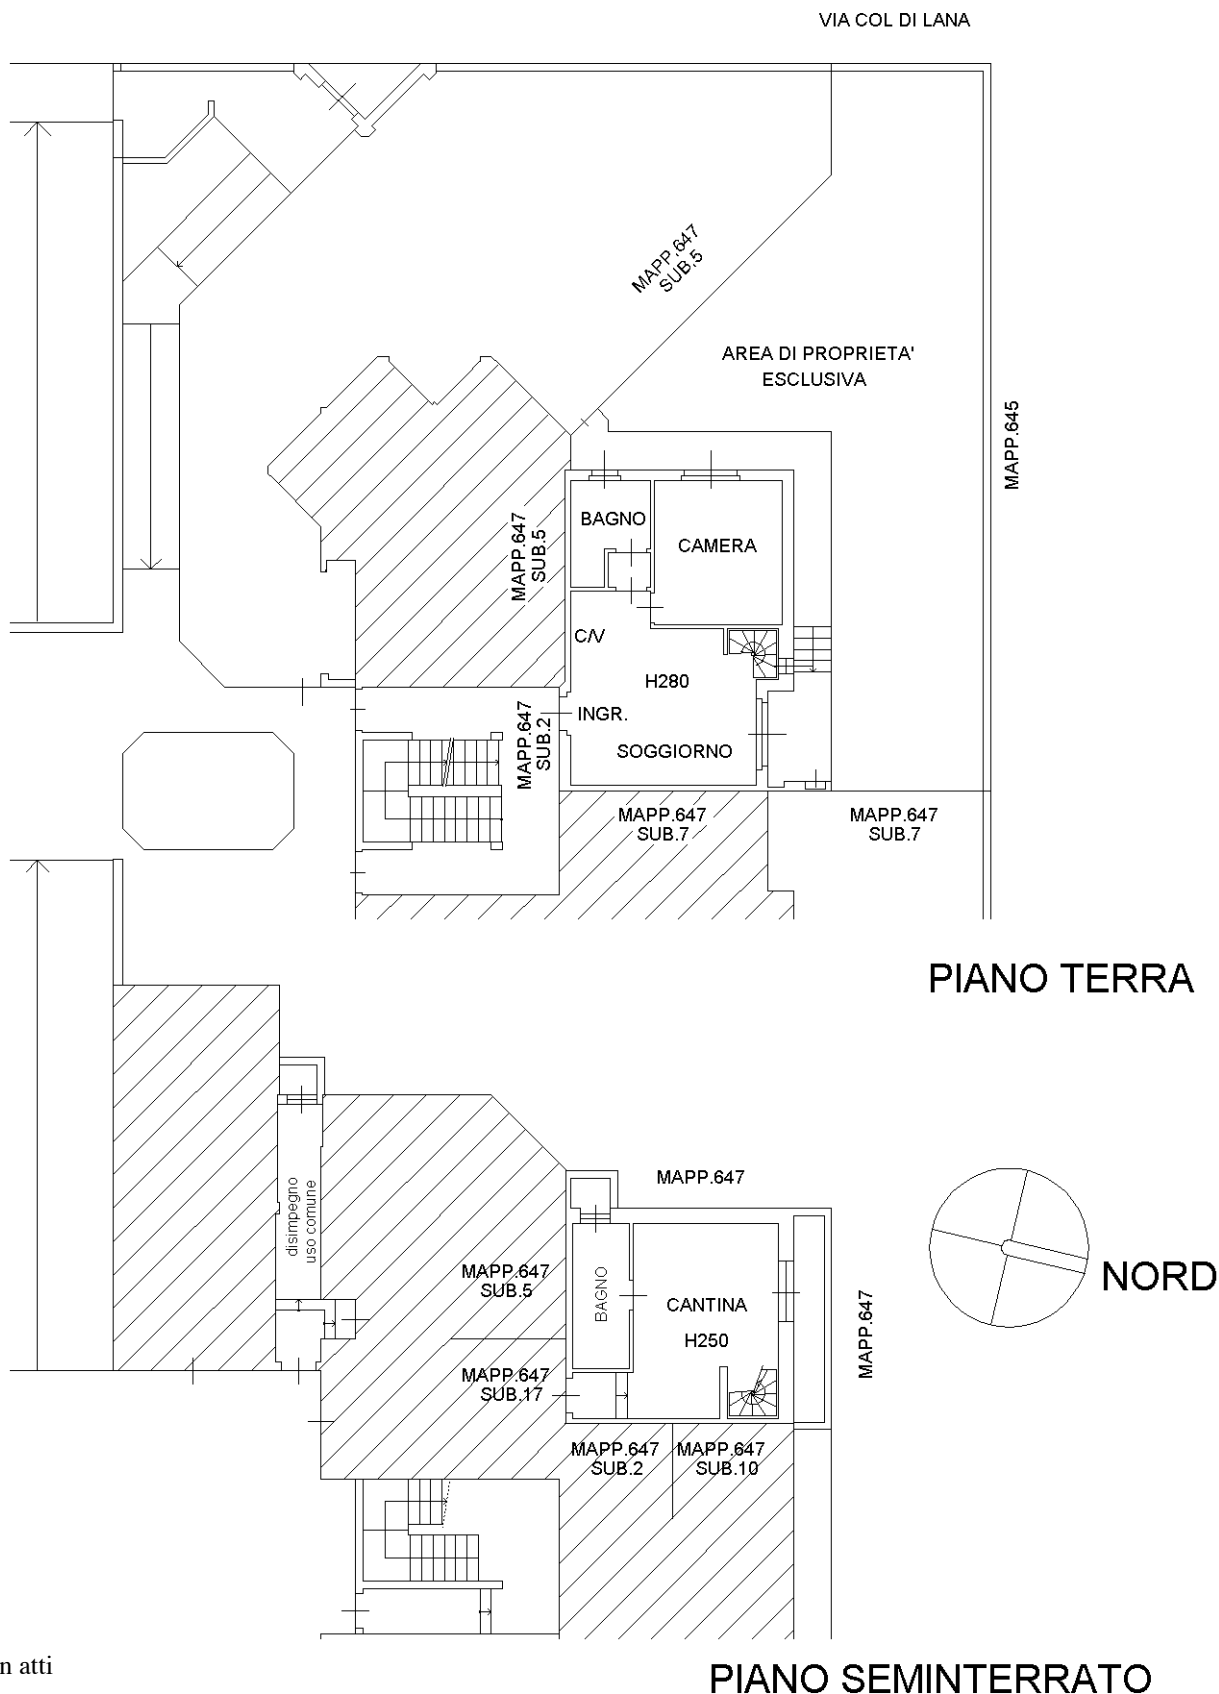 VIA COL DI LANA
MAPP.647
SUB.5
AREA DI PROPRIETA'
ESCLUSIVA
MAPP.645
MAPP.647
SUB.5
BAGNO
CAMERA
C/V
H280
INGR.
MAPP.647
SUB.2
SOGGIORNO
MAPP.647
SUB.7
MAPP.647
SUB.7
PIANO TERRA
MAPP.647
disimpegno
uso comune
MAPP.647
SUB.5
BAGNO
CANTINA
H250
NORD
MAPP.647
MAPP.647
SUB.17
MAPP.647
SUB.2
MAPP.647
SUB.10
n atti
PIANO SEMINTERRATO